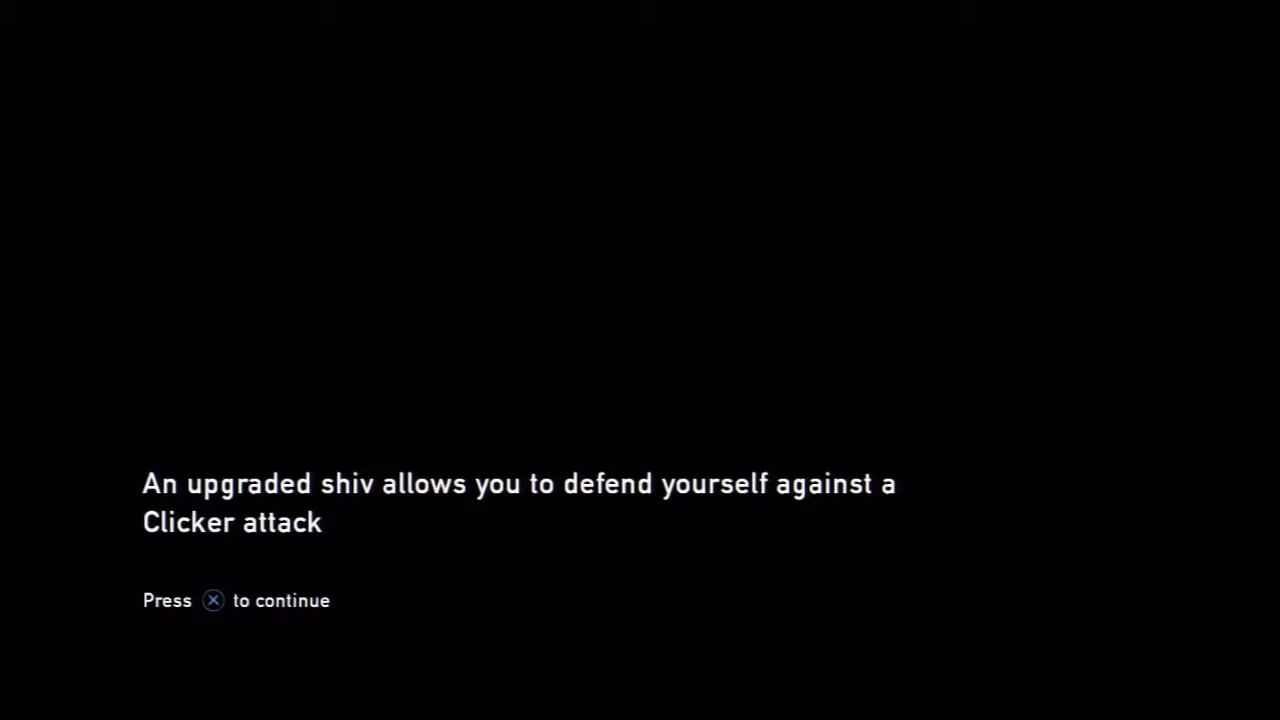 An upgraded shiv allows you to defend yourself against a
Clicker attack
Press ⓧ to continue